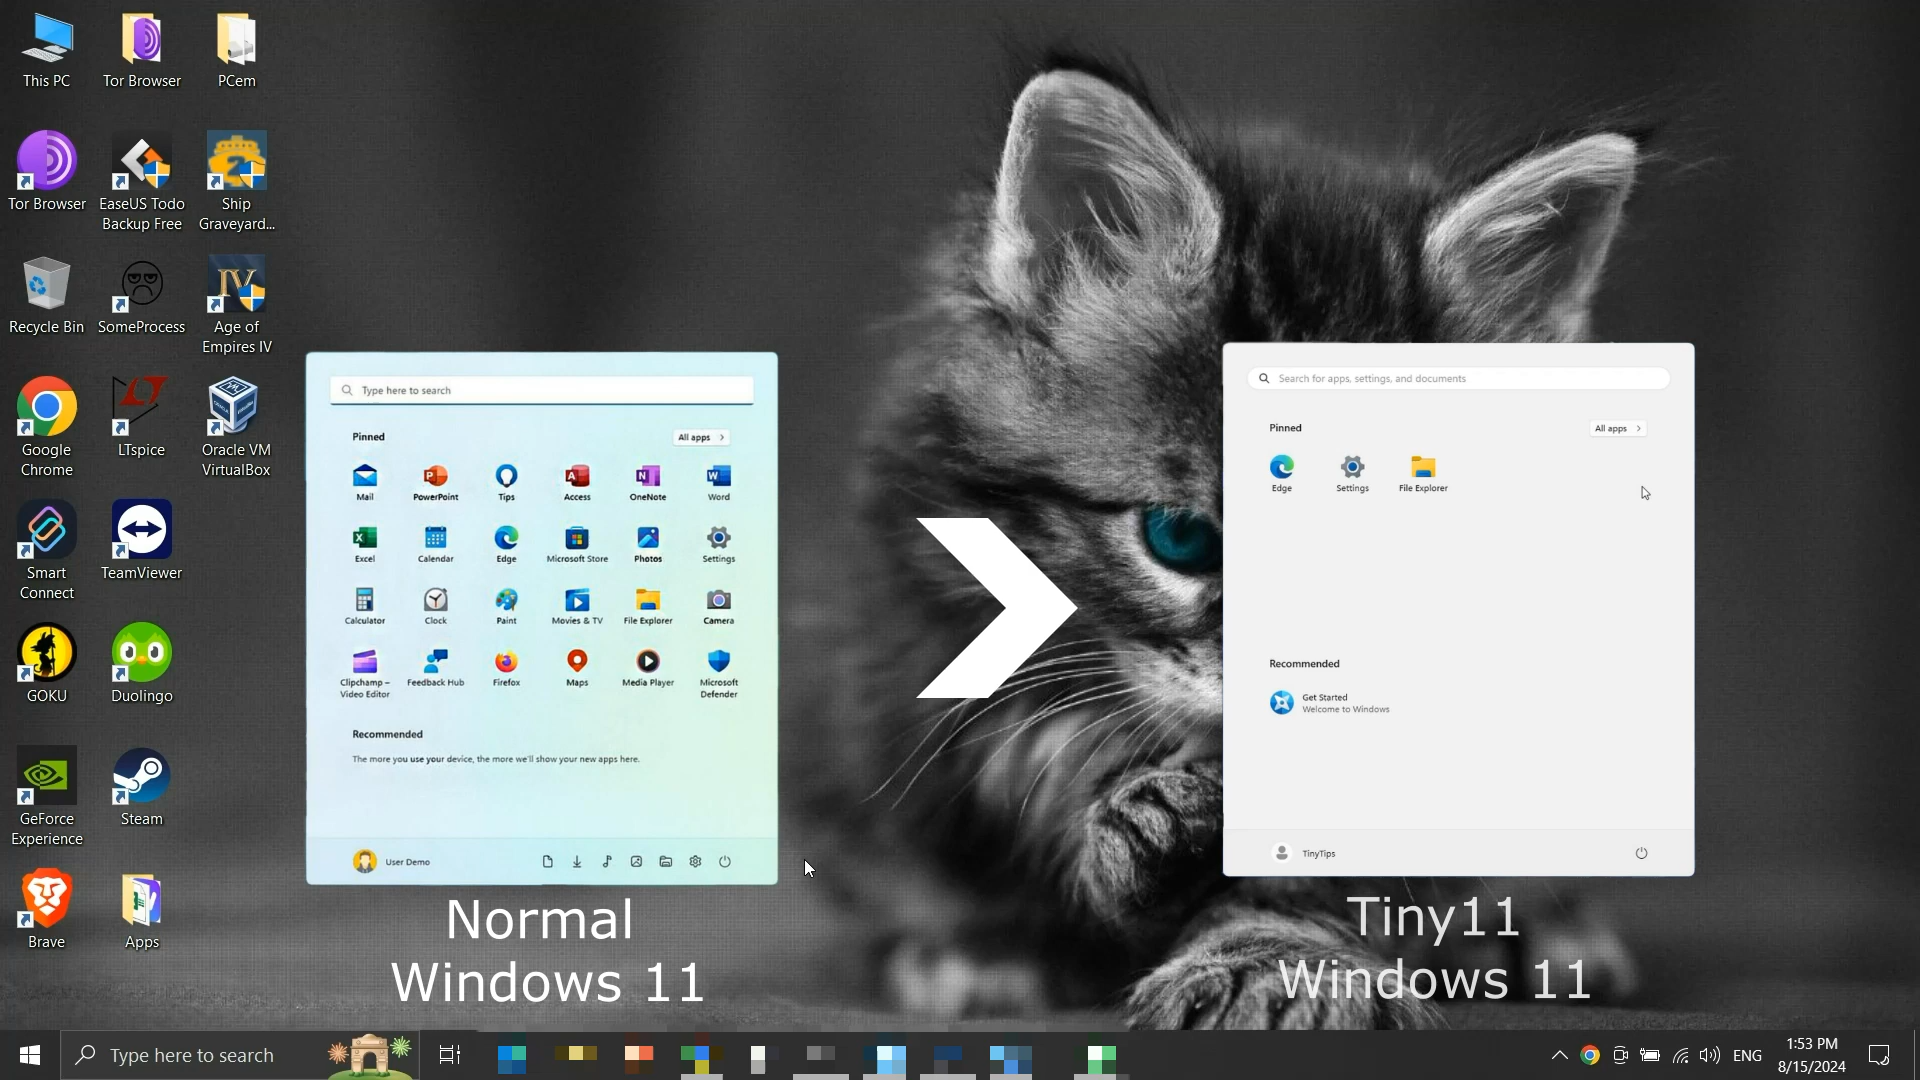 This PC
Tor Browser
PCem
Tor Browser
EaseUS Todo
Backup Free
Ship
Graveyard...
Recycle Bin
SomeProcess
Age of
Empires IV
Google
Chrome
LTspice
Oracle VM
VirtualBox
Smart
Connect
TeamViewer
GOKU
Duolingo
GeForce
Experience
Steam
Brave
Apps
Type here to search
Pinned
All apps
Mail
PowerPoint
Tips
Access
OneNote
Word
Excel
Calendar
Edge
Microsoft Store
Photos
Settings
Calculator
Clock
Paint
Movies & TV
File Explorer
Camera
Clipchamp –
Video Editor
Feedback Hub
Firefox
Maps
Media Player
Microsoft
Defender
Recommended
The more you use your device, the more we'll show your new apps here.
User Demo
Normal
Windows 11
Search for apps, settings, and documents
Pinned
All apps
Edge
Settings
File Explorer
Recommended
Get Started
Welcome to Windows
TinyTips
Tiny11
Windows 11
Type here to search
ENG
1:53 PM
8/15/2024